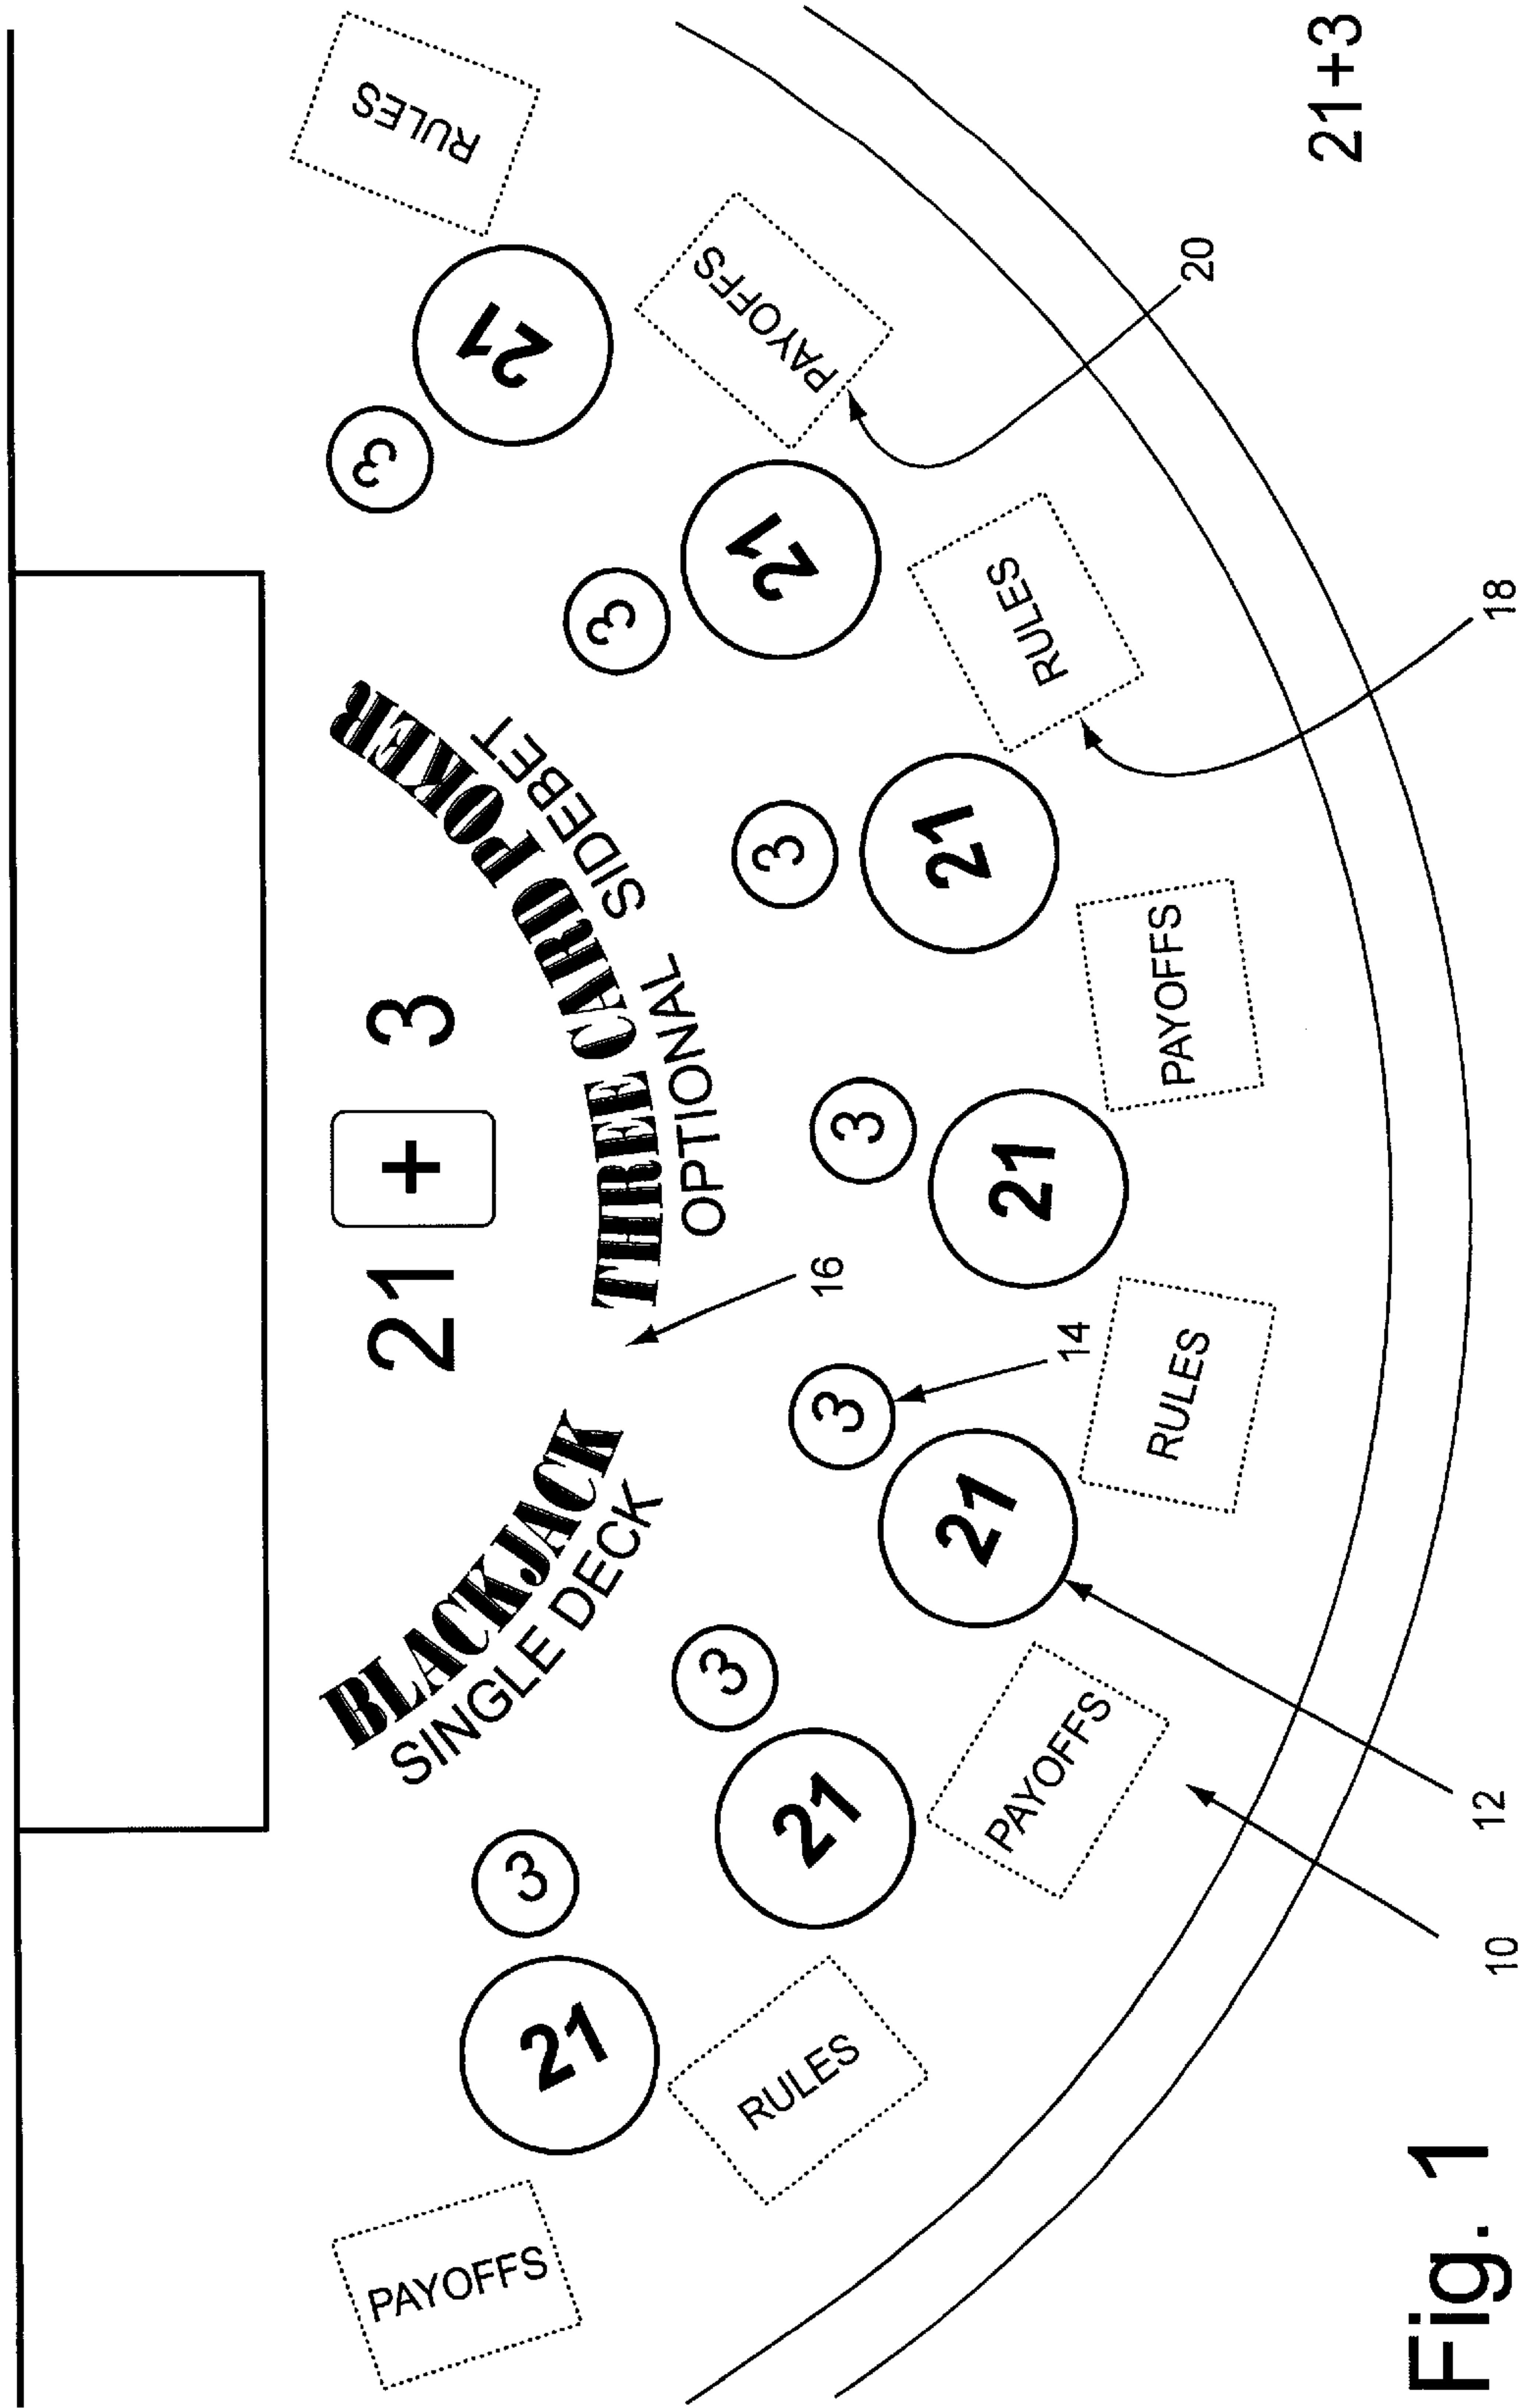 21 + 3
BLACKJACK
SINGLE DECK
THREE CARD POKER
OPTIONAL SIDEBET
16
3
3
3
14
3
3
3
3
21
21
21
21
21
21
21
PAYOFFS
RULES
PAYOFFS
RULES
PAYOFFS
RULES
PAYOFFS
RULES
10
12
18
20
Fig. 1
21+3